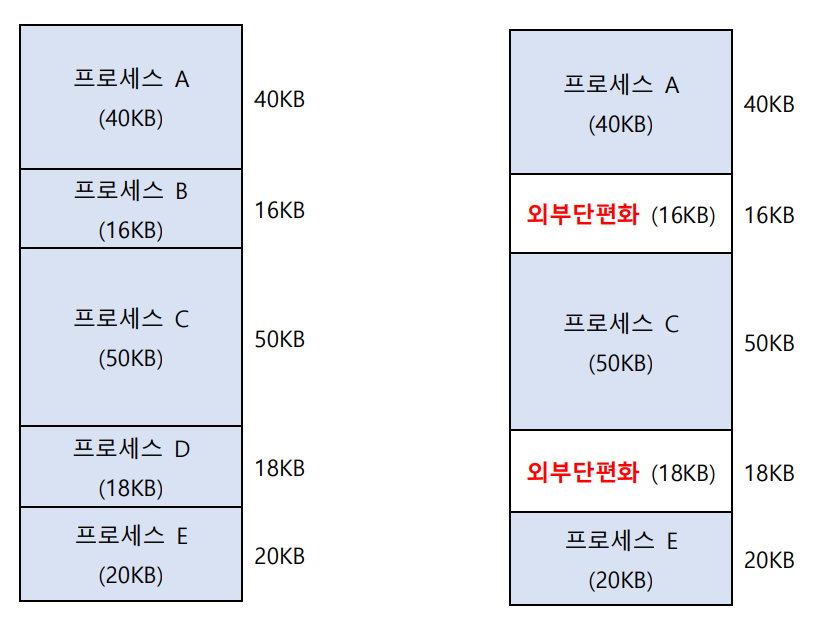 프로세스 A
(40KB)
40KB
프로세스 B
(16KB)
16KB
프로세스 C
(50KB)
50KB
프로세스 D
(18KB)
18KB
프로세스 E
(20KB)
20KB
프로세스 A
(40KB)
40KB
외부단편화 (16KB)
16KB
프로세스 C
(50KB)
50KB
외부단편화 (18KB)
18KB
프로세스 E
(20KB)
20KB